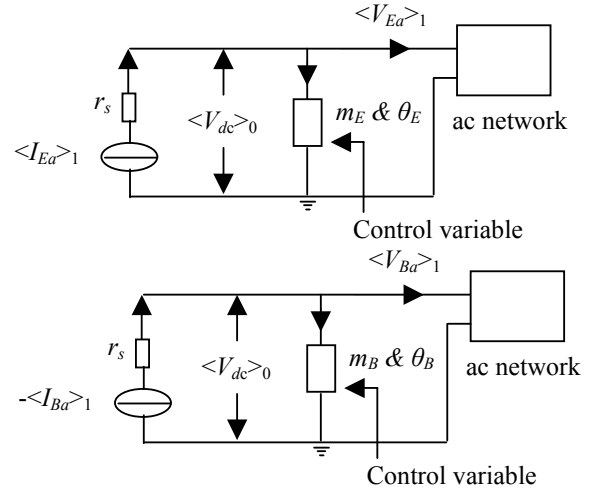 <V_Ea>_1
r_s
<V_dc>_0
m_E & θ_E
ac network
<I_Ea>_1
Control variable
<V_Ba>_1
r_s
<V_dc>_0
m_B & θ_B
ac network
-<I_Ba>_1
Control variable